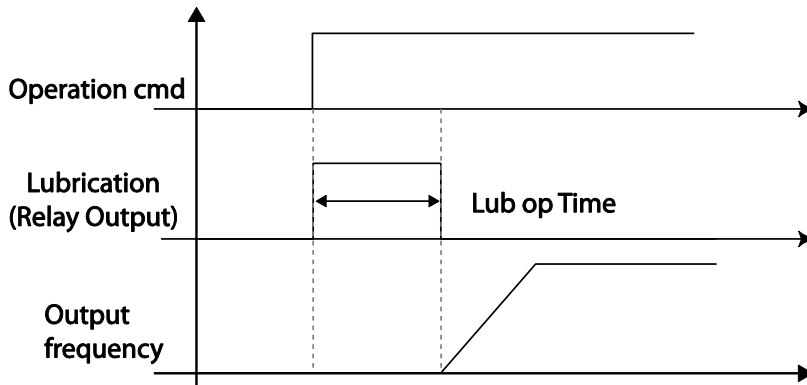 Operation cmd
Lubrication
(Relay Output)
Lub op Time
Output
frequency